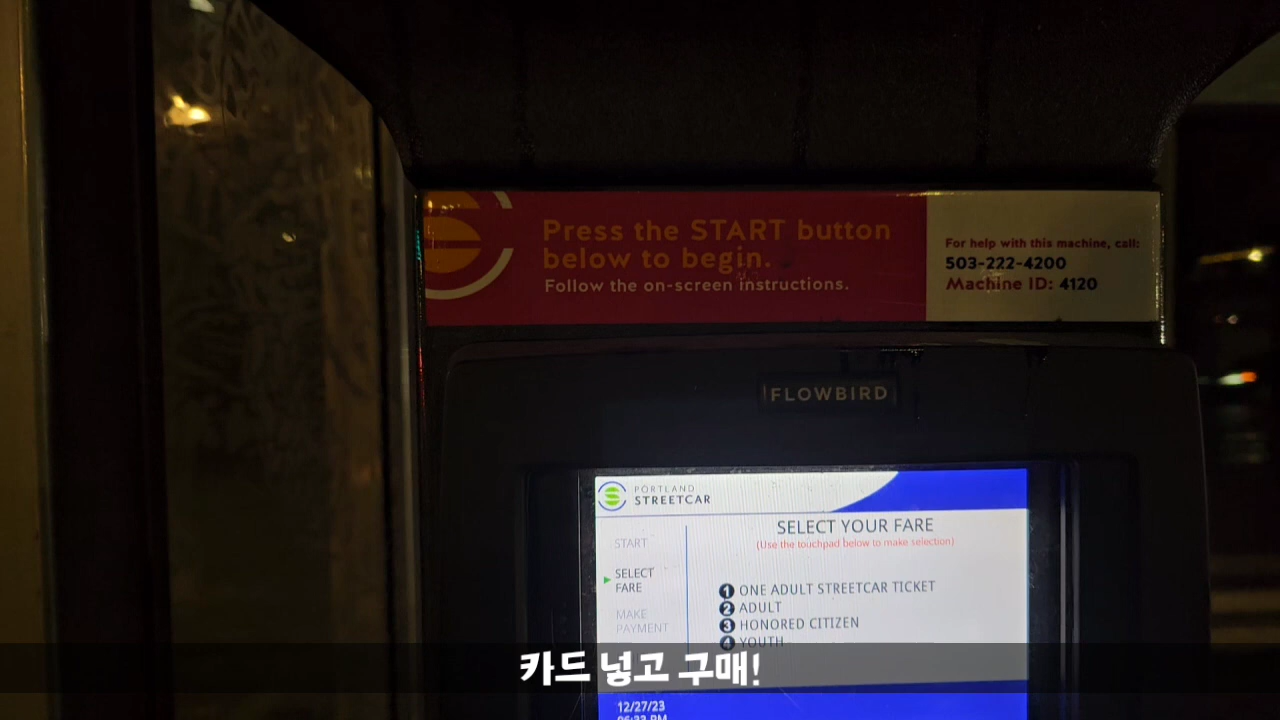 Press the START button
below to begin.
Follow the on-screen instructions.
For help with this machine, call:
503-222-4200
Machine ID: 4120
FLOWBIRD
PORTLAND
STREETCAR
SELECT YOUR FARE
(Use the touchpad below to make selection)
START
SELECT
FARE
MAKE
PAYMENT
1 ONE ADULT STREETCAR TICKET
2 ADULT
3 HONORED CITIZEN
4 YOUTH
카드 넣고 구매!
12/27/23